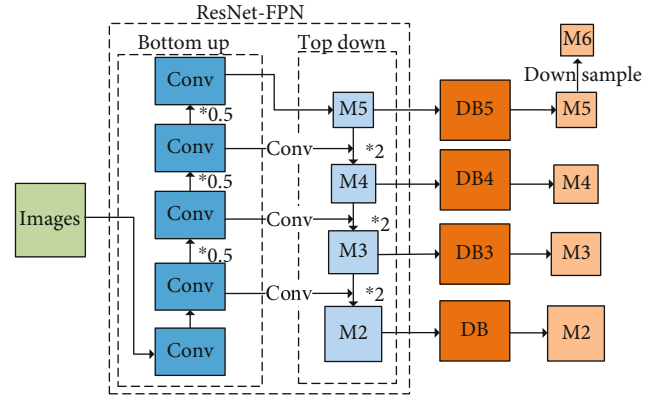 ResNet-FPN
Bottom up
Top down
M6
Down sample
Conv
M5
DB5
M5
*0.5
Conv
Conv
*2
M4
DB4
M4
*0.5
Images
Conv
Conv
*2
M3
DB3
M3
*0.5
Conv
Conv
*2
M2
DB
M2
Conv